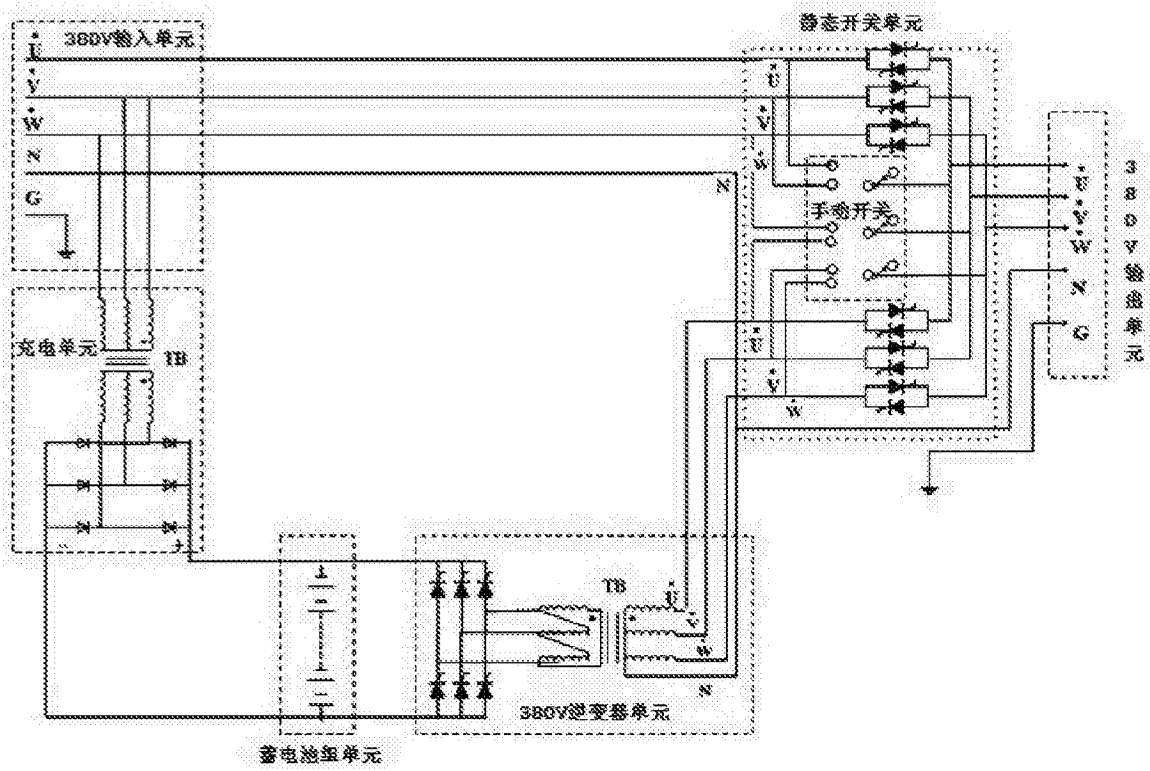 静态开关单元
380V输入单元
U̇
V̇
Ẇ
N
G
U̇
V̇
Ẇ
N
手动开关
U̇
V̇
Ẇ
N
G
380V输出单元
充电单元
TB
U̇
V̇
Ẇ
- +
TB
U̇
V̇
Ẇ
N
380V逆变器单元
蓄电池组单元